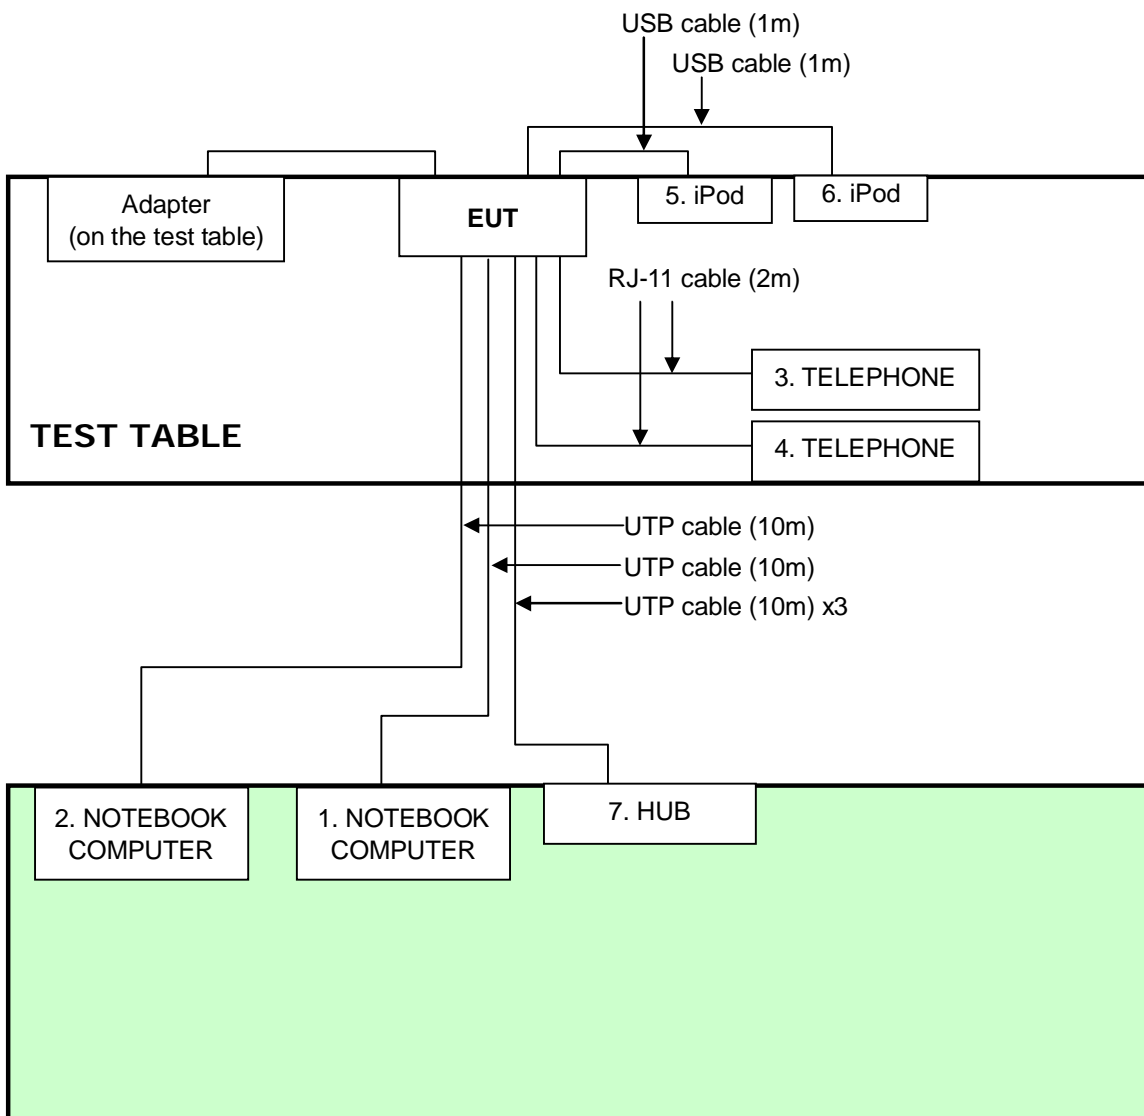 USB cable (1m)
USB cable (1m)
Adapter
(on the test table)
EUT
5. iPod
6. iPod
RJ-11 cable (2m)
3. TELEPHONE
TEST TABLE
4. TELEPHONE
UTP cable (10m)
UTP cable (10m)
UTP cable (10m) x3
2. NOTEBOOK
COMPUTER
1. NOTEBOOK
COMPUTER
7. HUB